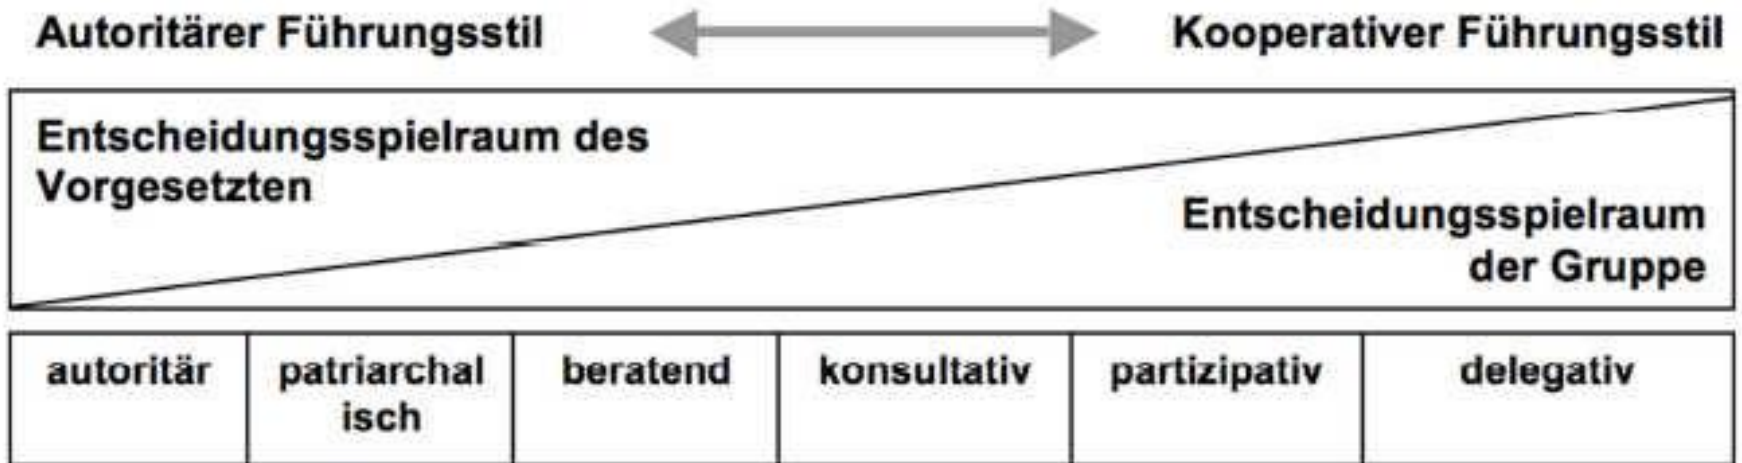 Autoritärer Führungsstil
Kooperativer Führungsstil
Entscheidungsspielraum des
Vorgesetzten
Entscheidungsspielraum
der Gruppe
autoritär
patriarchal
isch
beratend
konsultativ
partizipativ
delegativ